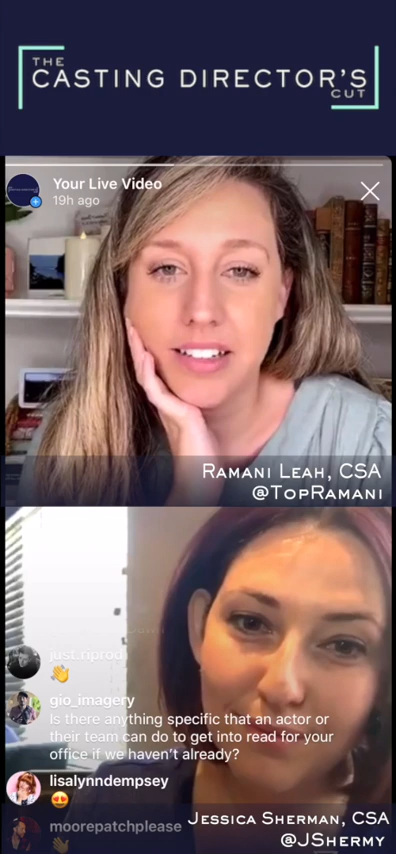 THE
CASTING DIRECTOR'S
CUT
Your Live Video
19h ago
RAMANI LEAH, CSA
@TOPRAMANI
just_riprod
gio_imagery
Is there anything specific that an actor or
their team can do to get into read for your
office if we haven't already?
lisalynndempsey
moorepatchplease
JESSICA SHERMAN, CSA
@JSHERMY